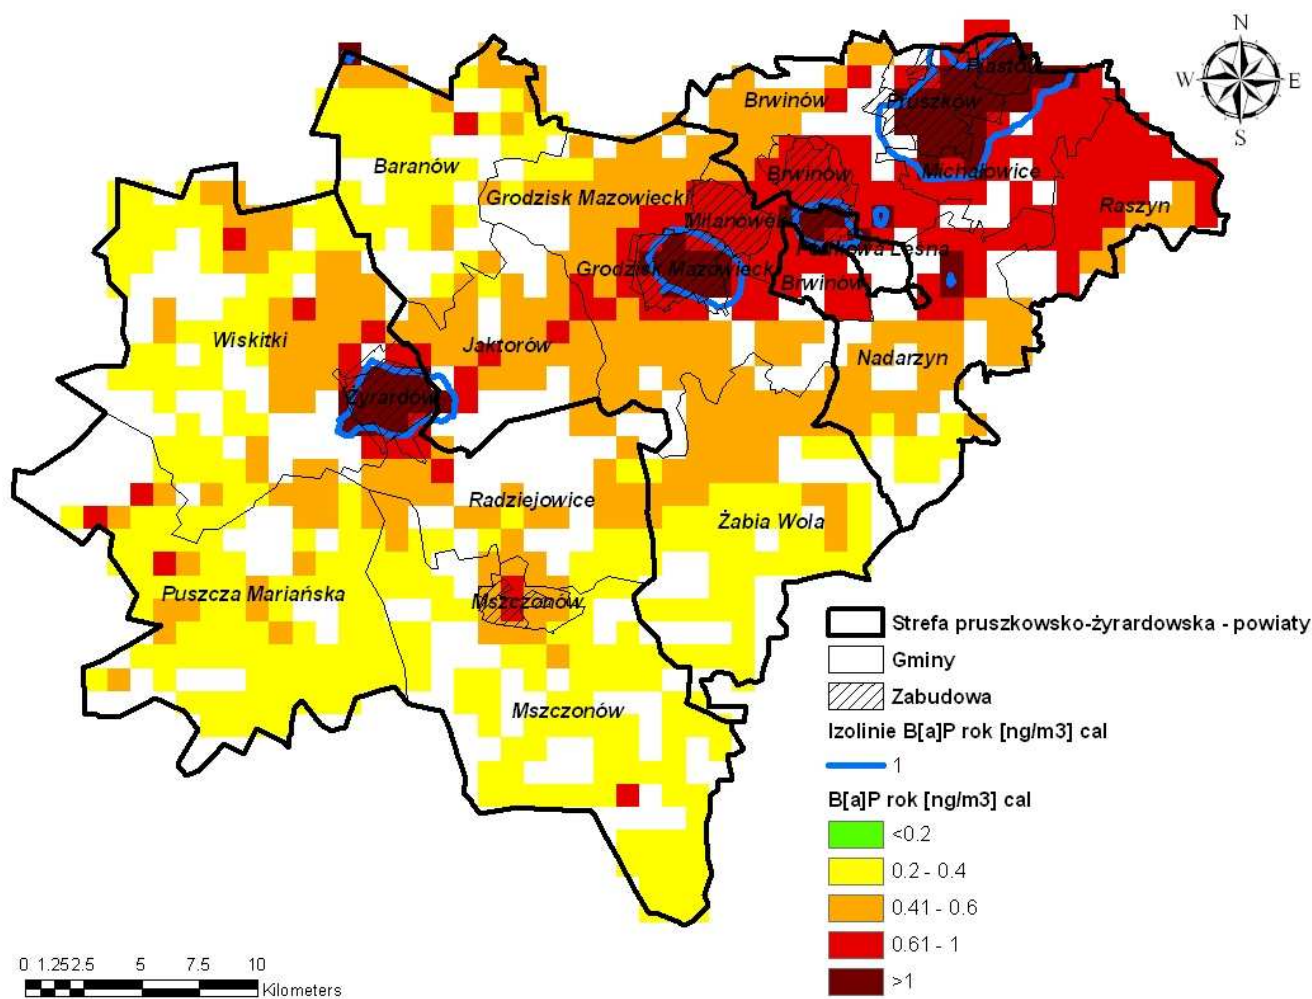 N
W E
S
Piastów
Brwinów
Pruszków
Baranów
Brwinów
Michałowice
Grodzisk Mazowiecki
Raszyn
Milanówek
Podkowa Leśna
Grodzisk Mazowiecki
Brwinów
Wiskitki
Jaktorów
Nadarzyn
Żyrardów
Radziejowice
Żabia Wola
Puszcza Mariańska
Mszczonów
Mszczonów
Strefa pruszkowsko-żyrardowska - powiaty
Gminy
Zabudowa
Izolinie B[a]P rok [ng/m3] cal
1
B[a]P rok [ng/m3] cal
<0.2
0.2 - 0.4
0.41 - 0.6
0.61 - 1
>1
0 1.25 2.5 5 7.5 10
Kilometers